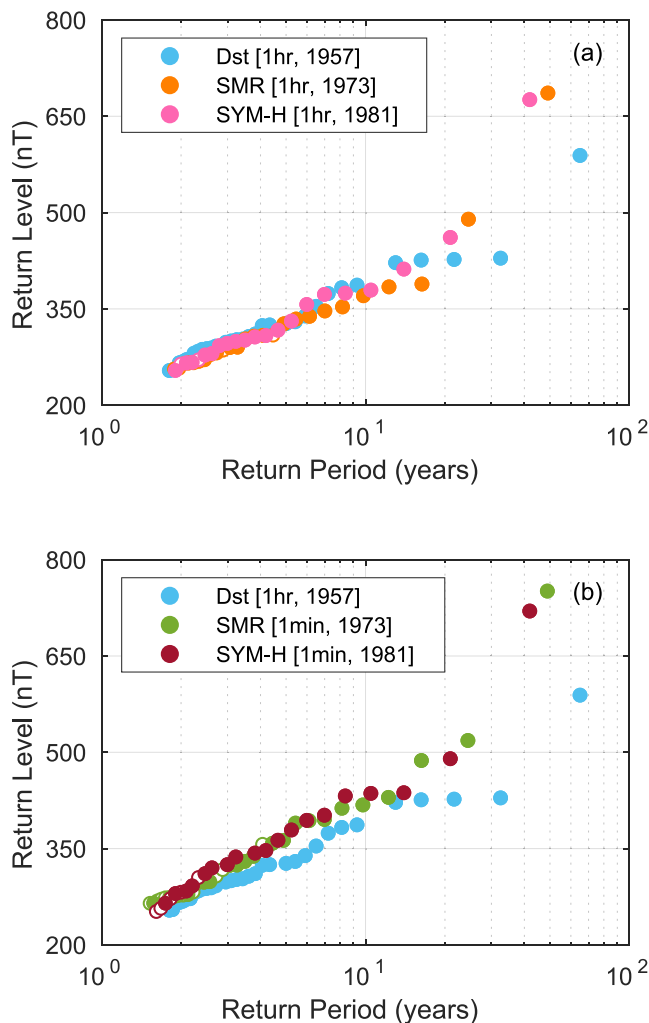 800
(a)
Dst [1hr, 1957]
SMR [1hr, 1973]
SYM-H [1hr, 1981]
650
500
350
200
Return Level (nT)
10^0 10^1 10^2
Return Period (years)
800
(b)
Dst [1hr, 1957]
SMR [1min, 1973]
SYM-H [1min, 1981]
650
500
350
200
Return Level (nT)
10^0 10^1 10^2
Return Period (years)